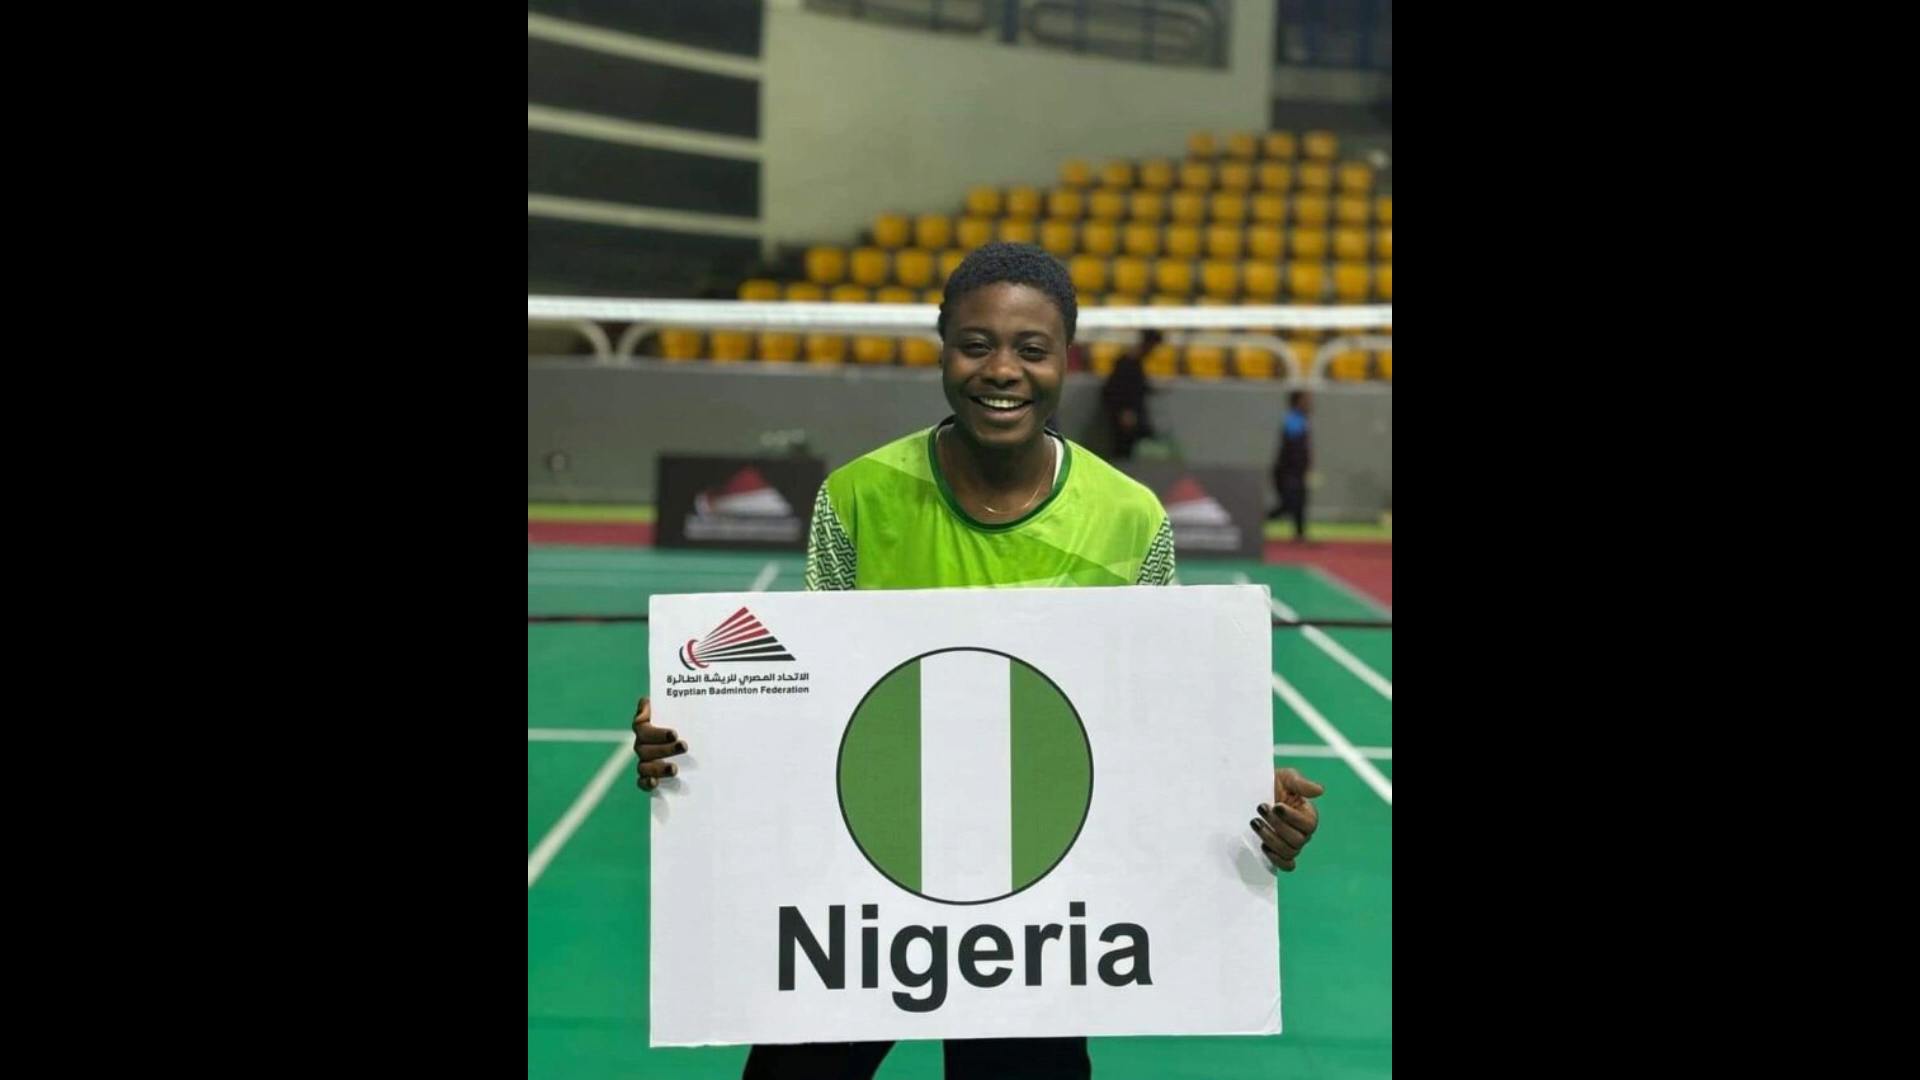 الاتحاد المصري للريشة الطائرة
Egyptian Badminton Federation
Nigeria